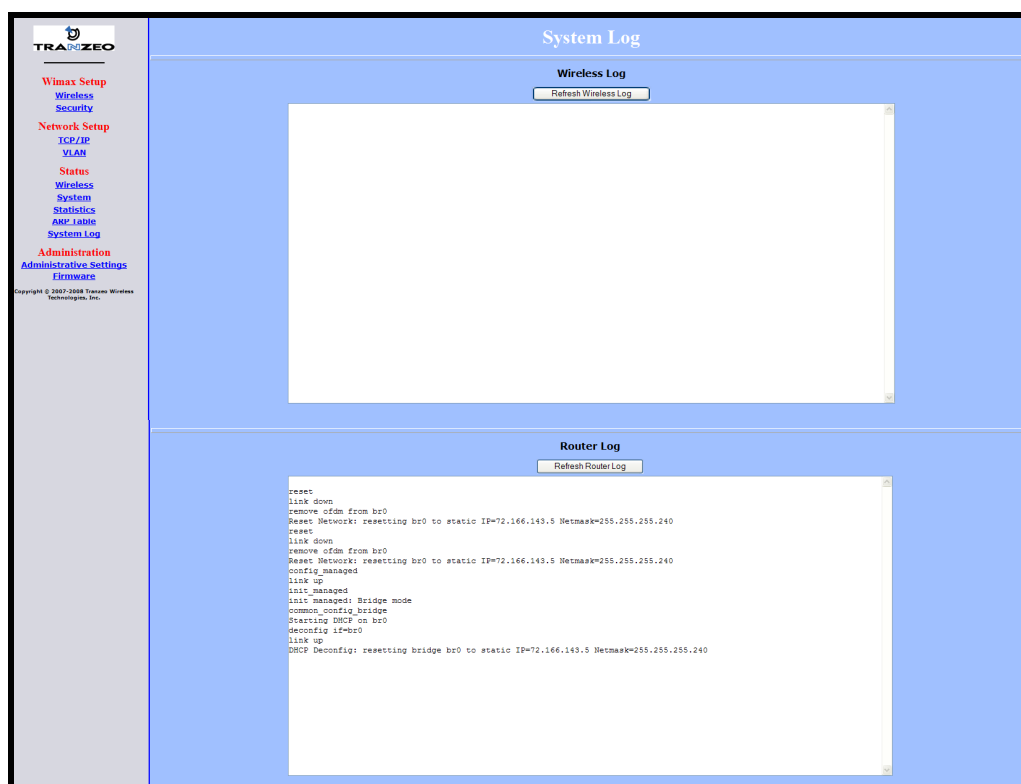 TRANZEO
Wimax Setup
Wireless
Security
Network Setup
TCP/IP
VLAN
Status
Wireless
System
Statistics
ARP Table
System Log
Administration
Administrative Settings
Firmware
Copyright © 2007-2008 Tranzeo Wireless
Technologies, Inc.
System Log
Wireless Log
Refresh Wireless Log
Router Log
Refresh Router Log
reset
link down
remove ofdm from br0
Reset Network: resetting br0 to static IP=72.166.143.5 Netmask=255.255.255.240
reset
link down
remove ofdm from br0
Reset Network: resetting br0 to static IP=72.166.143.5 Netmask=255.255.255.240
config_managed
link up
init_managed
init managed: Bridge mode
common_config_bridge
Starting DHCP on br0
deconfig if=br0
link up
DHCP Deconfig: resetting bridge br0 to static IP=72.166.143.5 Netmask=255.255.255.240